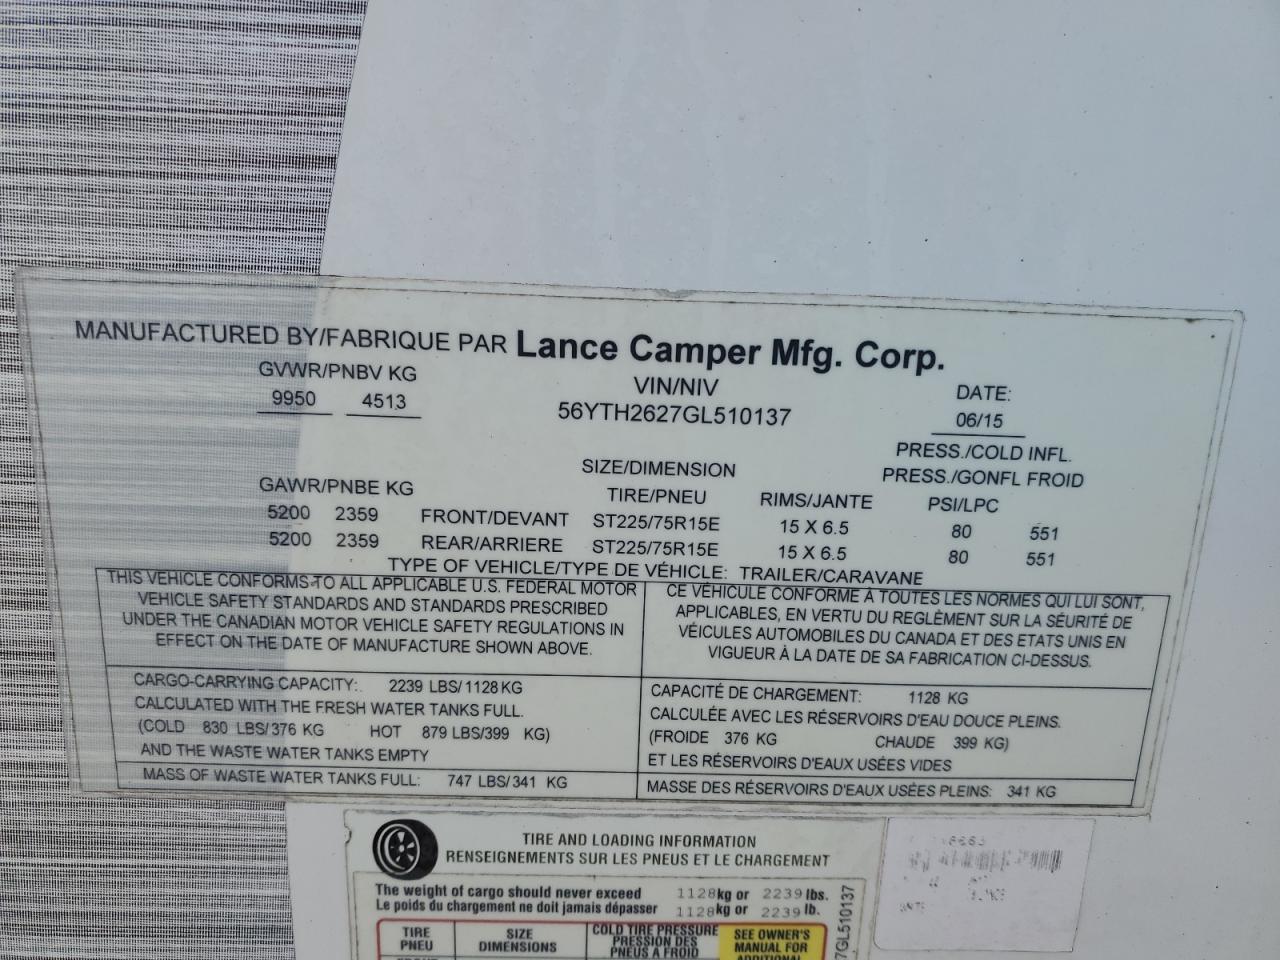 MANUFACTURED BY/FABRIQUE PAR Lance Camper Mfg. Corp.
GVWR/PNBV KG
VIN/NIV
DATE:
9950 4513
56YTH2627GL510137
06/15
PRESS./COLD INFL.
SIZE/DIMENSION
PRESS./GONFL FROID
GAWR/PNBE KG
TIRE/PNEU
RIMS/JANTE
PSI/LPC
5200 2359 FRONT/DEVANT ST225/75R15E 15 X 6.5 80 551
5200 2359 REAR/ARRIERE ST225/75R15E 15 X 6.5 80 551
TYPE OF VEHICLE/TYPE DE VÉHICLE: TRAILER/CARAVANE
THIS VEHICLE CONFORMS TO ALL APPLICABLE U.S. FEDERAL MOTOR
VEHICLE SAFETY STANDARDS AND STANDARDS PRESCRIBED
UNDER THE CANADIAN MOTOR VEHICLE SAFETY REGULATIONS IN
EFFECT ON THE DATE OF MANUFACTURE SHOWN ABOVE.
CE VÉHICULE CONFORME À TOUTES LES NORMES QUI LUI SONT,
APPLICABLES, EN VERTU DU REGLÈMENT SUR LA SÉURITÉ DE
VÉICULES AUTOMOBILES DU CANADA ET DES ETATS UNIS EN
VIGUEUR À LA DATE DE SA FABRICATION CI-DESSUS.
CARGO-CARRYING CAPACITY: 2239 LBS/1128 KG
CALCULATED WITH THE FRESH WATER TANKS FULL.
(COLD 830 LBS/376 KG HOT 879 LBS/399 KG)
AND THE WASTE WATER TANKS EMPTY
CAPACITÉ DE CHARGEMENT: 1128 KG
CALCULÉE AVEC LES RÉSERVOIRS D'EAU DOUCE PLEINS.
(FROIDE 376 KG CHAUDE 399 KG)
ET LES RÉSERVOIRS D'EAUX USÉES VIDES
MASS OF WASTE WATER TANKS FULL: 747 LBS/341 KG
MASSE DES RÉSERVOIRS D'EAUX USÉES PLEINS: 341 KG
TIRE AND LOADING INFORMATION
RENSEIGNEMENTS SUR LES PNEUS ET LE CHARGEMENT
The weight of cargo should never exceed 1128kg or 2239 lbs.
Le poids du chargement ne doit jamais dépasser 1128kg or 2239 lb.
TIRE
PNEU
SIZE
DIMENSIONS
COLD TIRE PRESSURE
PRESSION DES
PNEUS A FROID
SEE OWNER'S
MANUAL FOR
ADDITIONAL
7GL510137